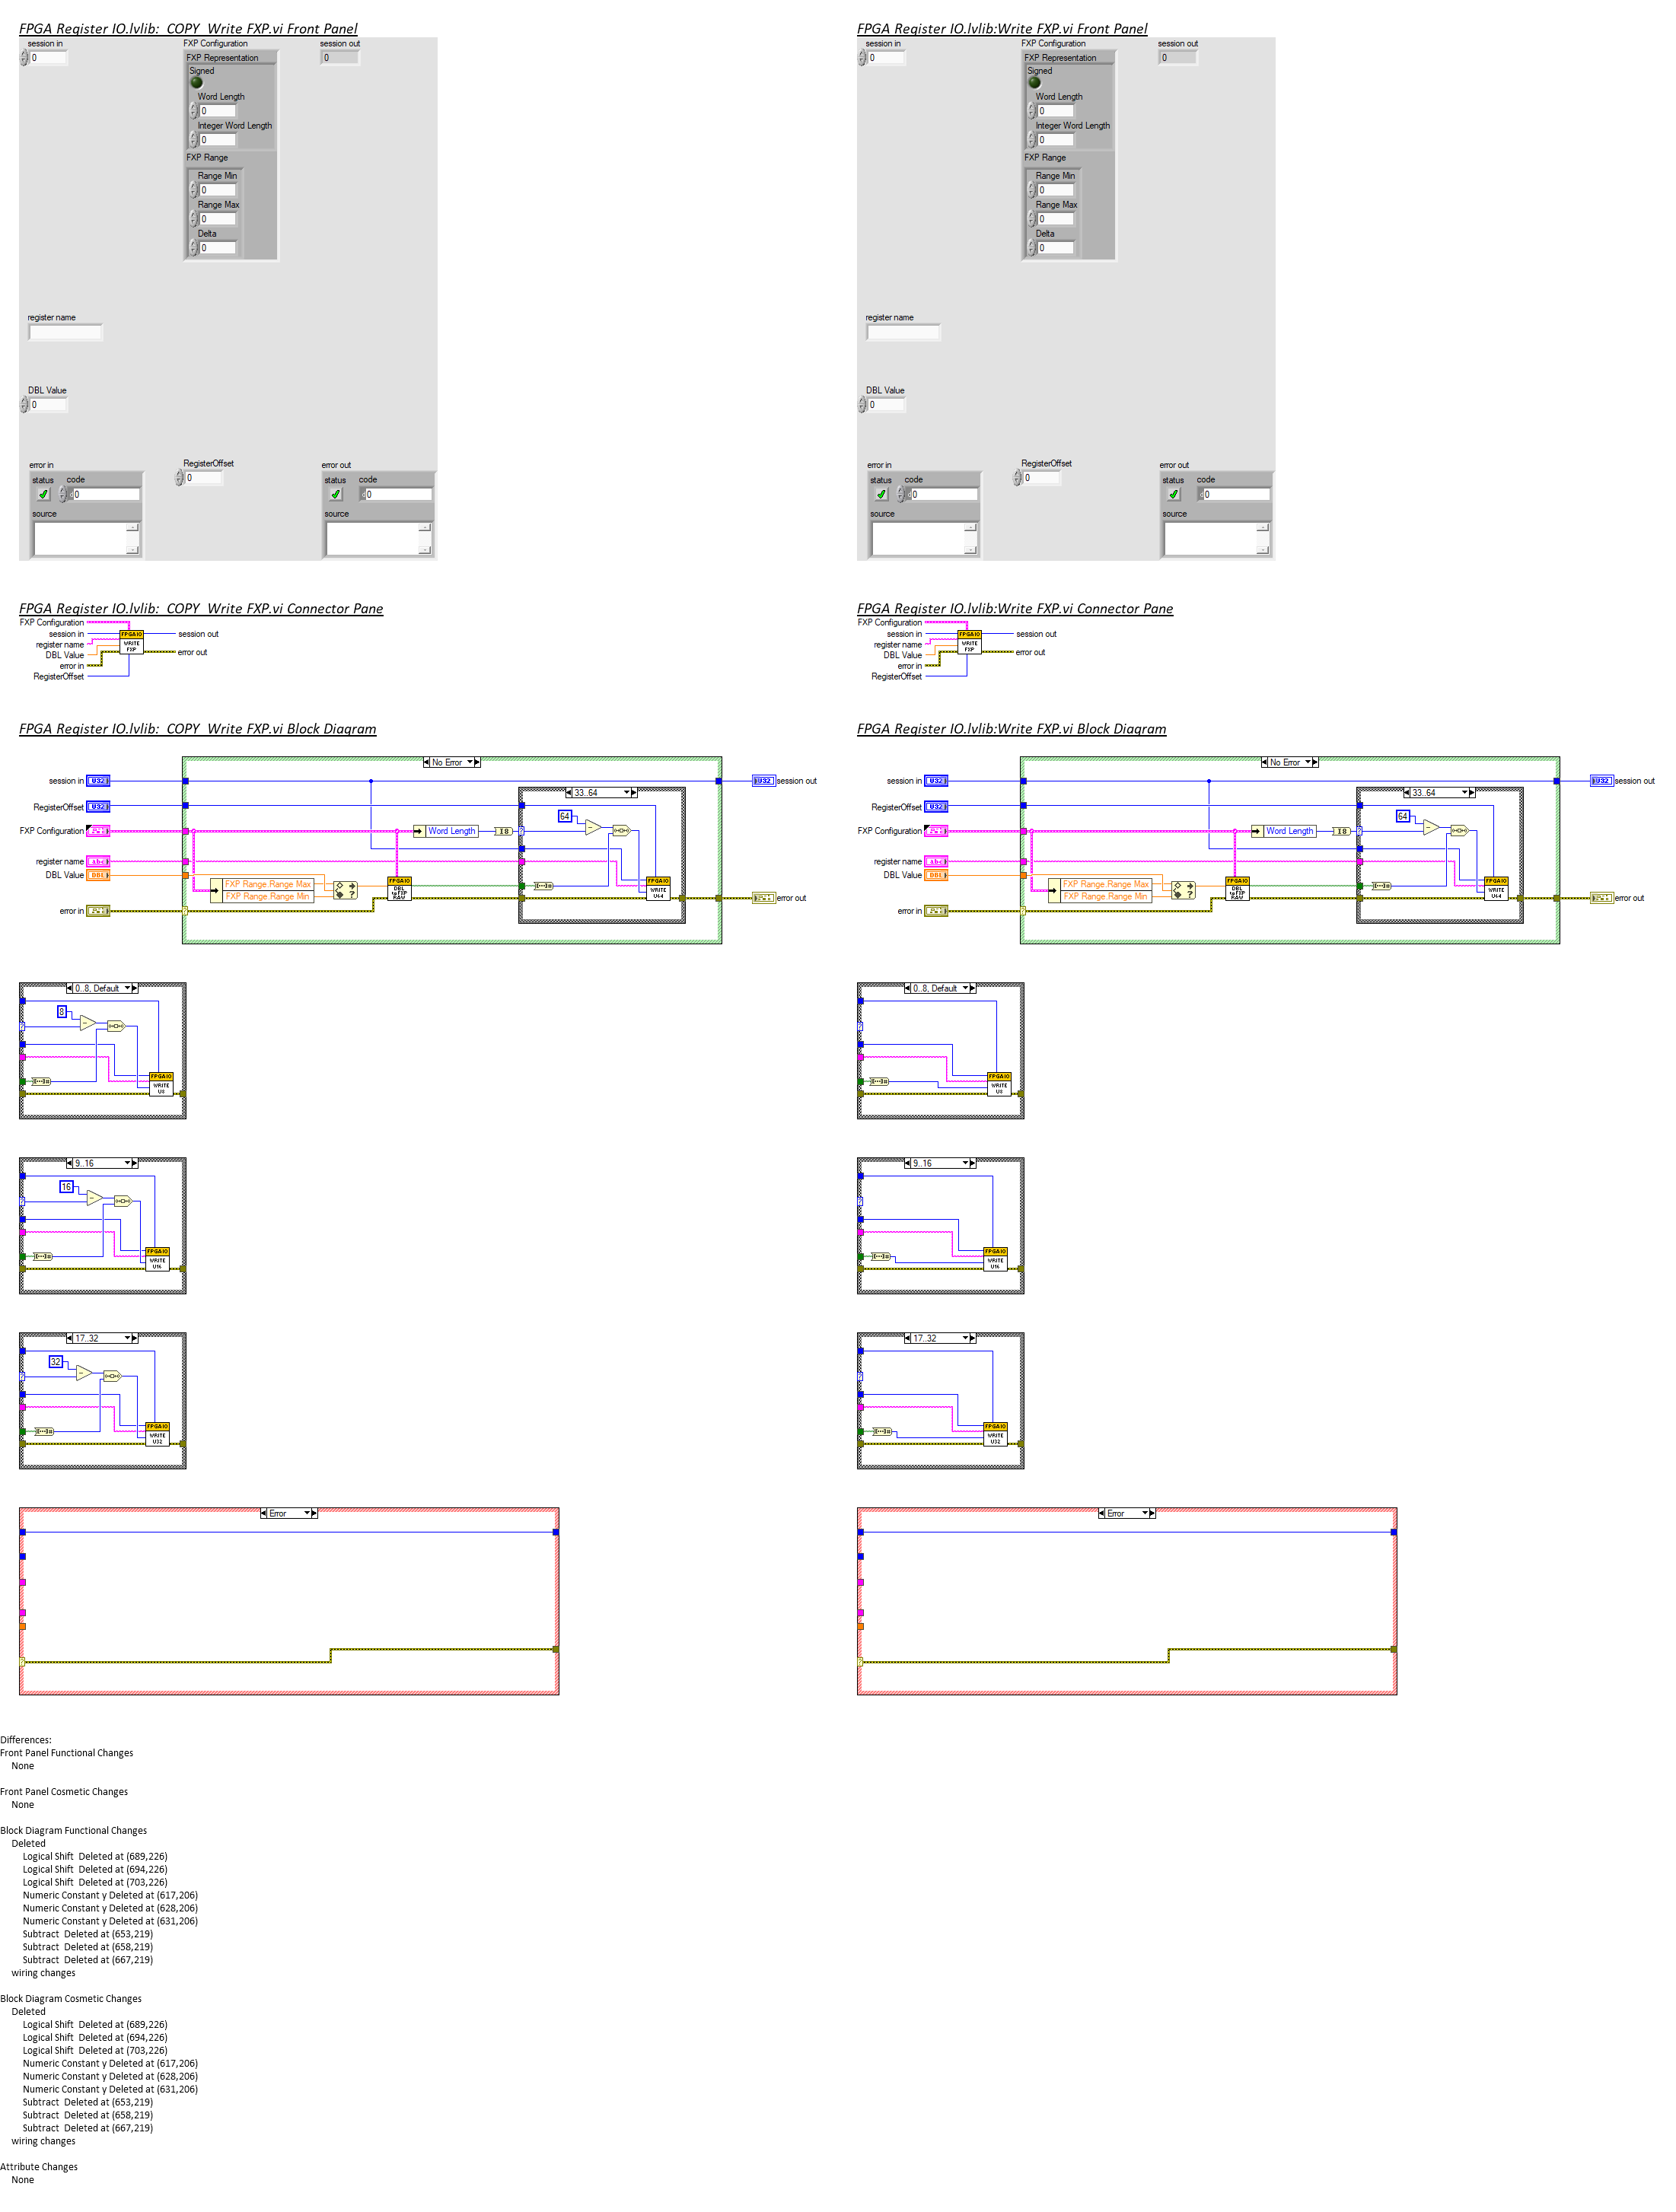 FPGA Register IO.lvlib:  COPY  Write FXP.vi Front Panel
session in
0
FXP Configuration
FXP Representation
Signed
Word Length
0
Integer Word Length
0
FXP Range
Range Min
0
Range Max
0
Delta
0
session out
0
register name
DBL Value
0
error in
status
code
0
source
RegisterOffset
0
error out
status
code
0
source
FPGA Register IO.lvlib:Write FXP.vi Front Panel
session in
0
FXP Configuration
FXP Representation
Signed
Word Length
0
Integer Word Length
0
FXP Range
Range Min
0
Range Max
0
Delta
0
session out
0
register name
DBL Value
0
error in
status
code
0
source
RegisterOffset
0
error out
status
code
0
source
FPGA Register IO.lvlib:  COPY  Write FXP.vi Connector Pane
FXP Configuration
session in
register name
DBL Value
error in
RegisterOffset
FPGA IO
WRITE
FXP
session out
error out
FPGA Register IO.lvlib:Write FXP.vi Connector Pane
FXP Configuration
session in
register name
DBL Value
error in
RegisterOffset
FPGA IO
WRITE
FXP
session out
error out
FPGA Register IO.lvlib:  COPY  Write FXP.vi Block Diagram
No Error
session in
U32
RegisterOffset
U32
FXP Configuration
register name
abc
DBL Value
DBL
error in
FXP Range.Range Max
FXP Range.Range Min
FPGA IO
DBL
to FXP
RAW
Word Length
I8
33..64
64
FPGA IO
WRITE
U64
U32
session out
error out
0..8, Default
8
FPGA IO
WRITE
U8
9..16
16
FPGA IO
WRITE
U16
17..32
32
FPGA IO
WRITE
U32
Error
FPGA Register IO.lvlib:Write FXP.vi Block Diagram
No Error
session in
U32
RegisterOffset
U32
FXP Configuration
register name
abc
DBL Value
DBL
error in
FXP Range.Range Max
FXP Range.Range Min
FPGA IO
DBL
to FXP
RAW
Word Length
I8
33..64
64
FPGA IO
WRITE
U64
U32
session out
error out
0..8, Default
FPGA IO
WRITE
U8
9..16
FPGA IO
WRITE
U16
17..32
FPGA IO
WRITE
U32
Error
Differences:
Front Panel Functional Changes
None
Front Panel Cosmetic Changes
None
Block Diagram Functional Changes
Deleted
Logical Shift  Deleted at (689,226)
Logical Shift  Deleted at (694,226)
Logical Shift  Deleted at (703,226)
Numeric Constant y Deleted at (617,206)
Numeric Constant y Deleted at (628,206)
Numeric Constant y Deleted at (631,206)
Subtract  Deleted at (653,219)
Subtract  Deleted at (658,219)
Subtract  Deleted at (667,219)
wiring changes
Block Diagram Cosmetic Changes
Deleted
Logical Shift  Deleted at (689,226)
Logical Shift  Deleted at (694,226)
Logical Shift  Deleted at (703,226)
Numeric Constant y Deleted at (617,206)
Numeric Constant y Deleted at (628,206)
Numeric Constant y Deleted at (631,206)
Subtract  Deleted at (653,219)
Subtract  Deleted at (658,219)
Subtract  Deleted at (667,219)
wiring changes
Attribute Changes
None